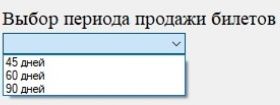 Выбор периода продажи билетов
45 дней
60 дней
90 дней